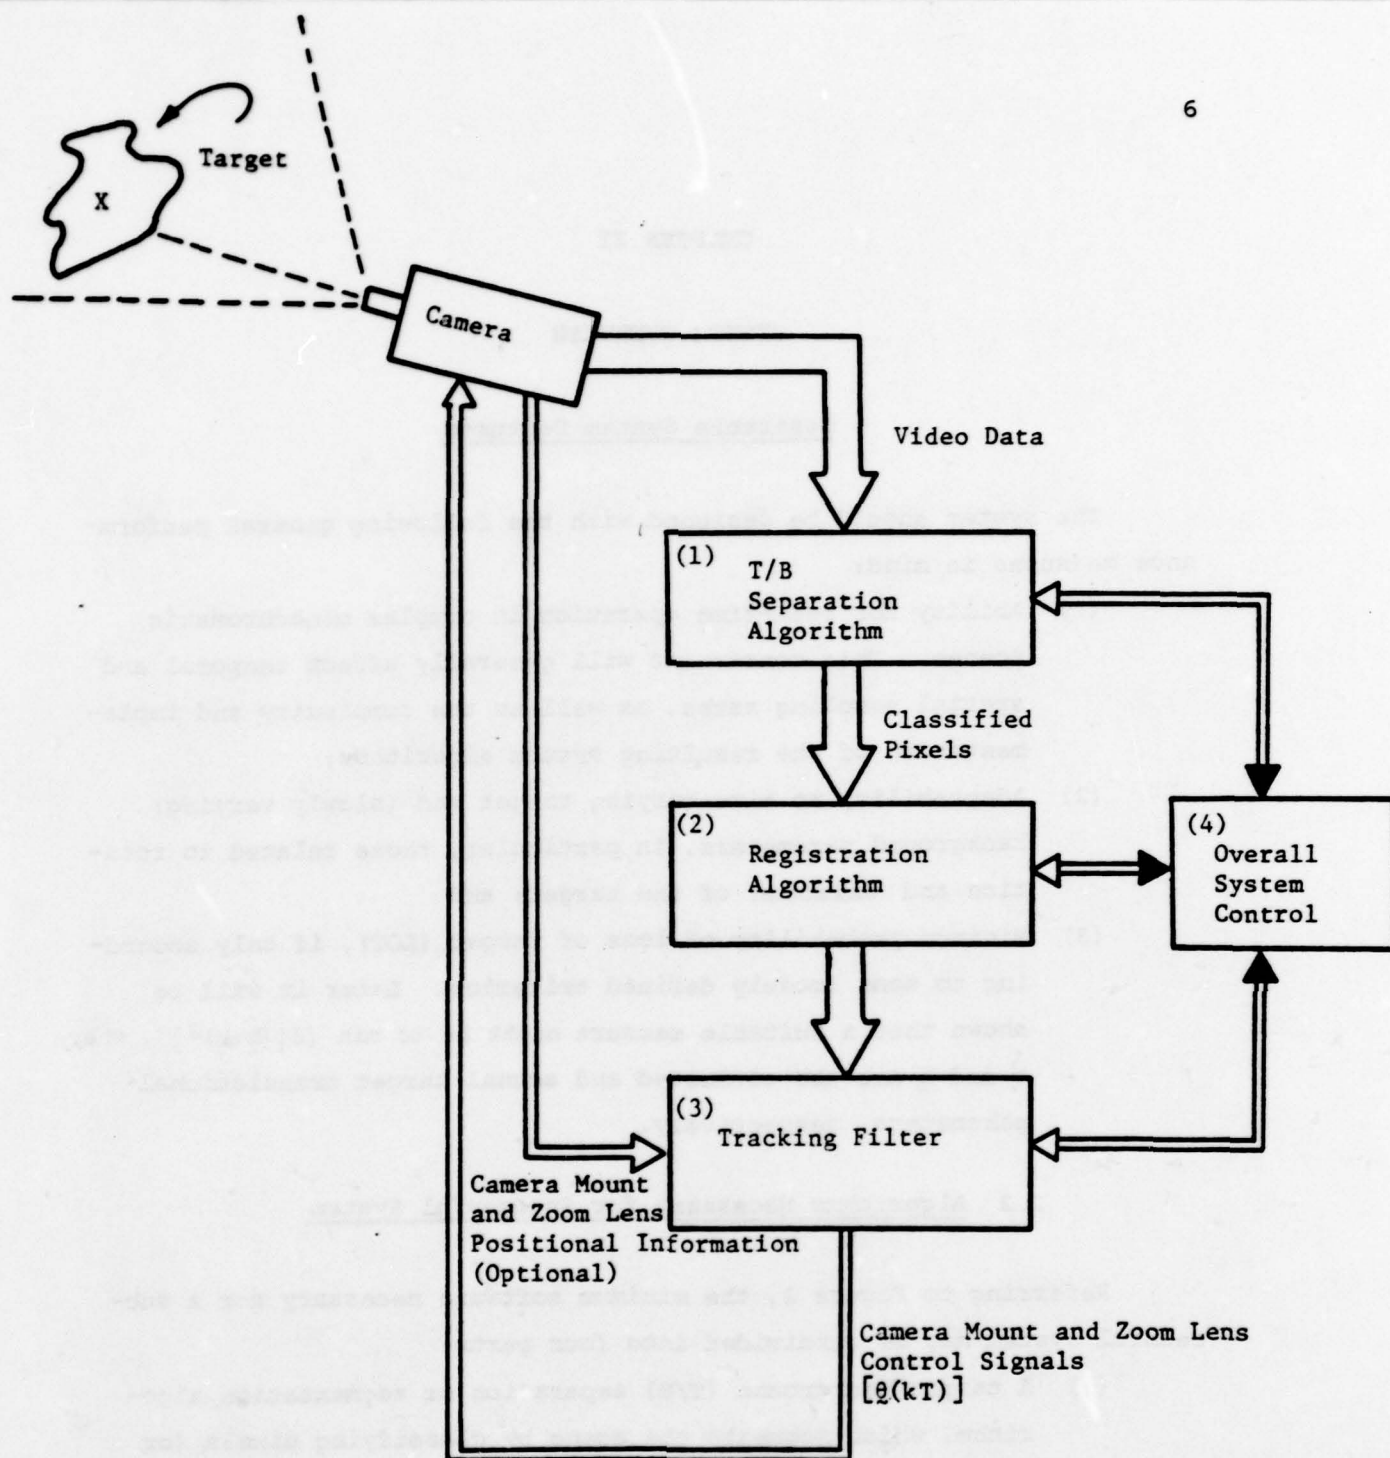 6
Target
X
Camera
Video Data
(1)
T/B
Separation
Algorithm
Classified
Pixels
(2)
Registration
Algorithm
(4)
Overall
System
Control
(3)
Tracking Filter
Camera Mount
and Zoom Lens
Positional Information
(Optional)
Camera Mount and Zoom Lens
Control Signals